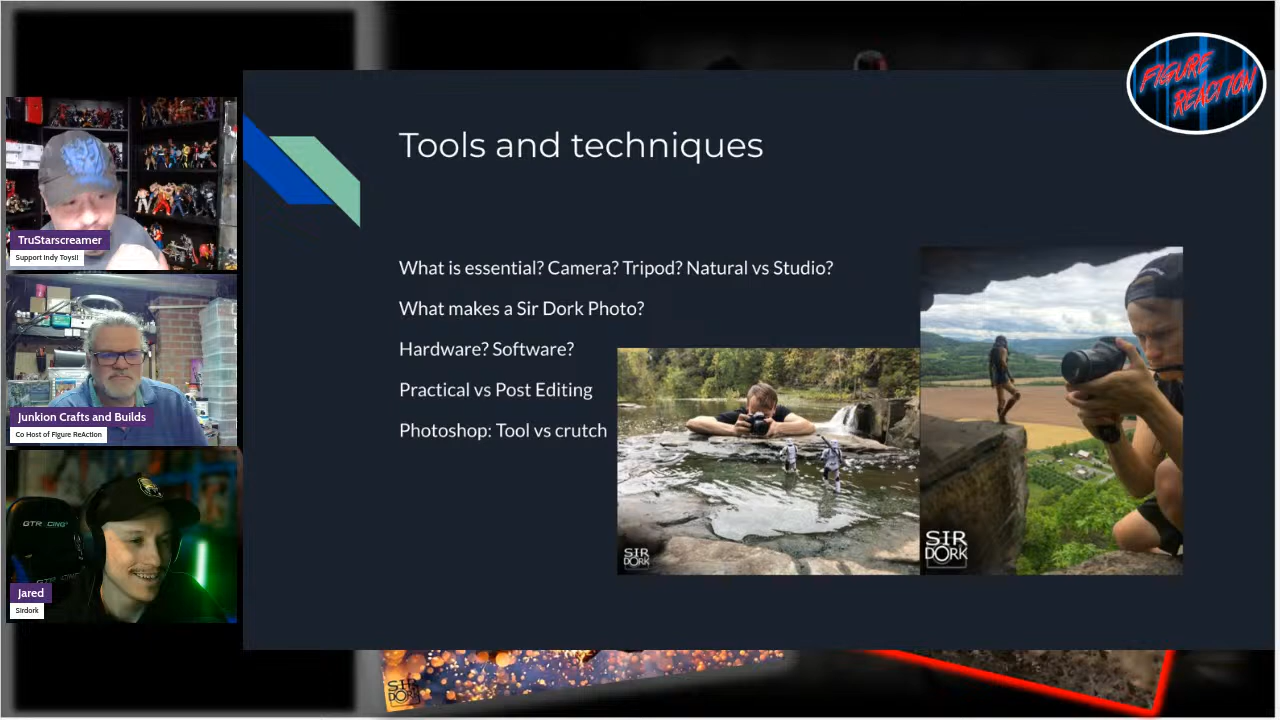 FIGURE
REACTION
Tools and techniques
What is essential? Camera? Tripod? Natural vs Studio?
What makes a Sir Dork Photo?
Hardware? Software?
Practical vs Post Editing
Photoshop: Tool vs crutch
SIR
DORK
SIR
DORK
TruStarscreamer
Support Indy Toys!!
Junkion Crafts and Builds
Co Host of Figure ReAction
GTRACING
GTR
Jared
Sirdork
SIR
DORK